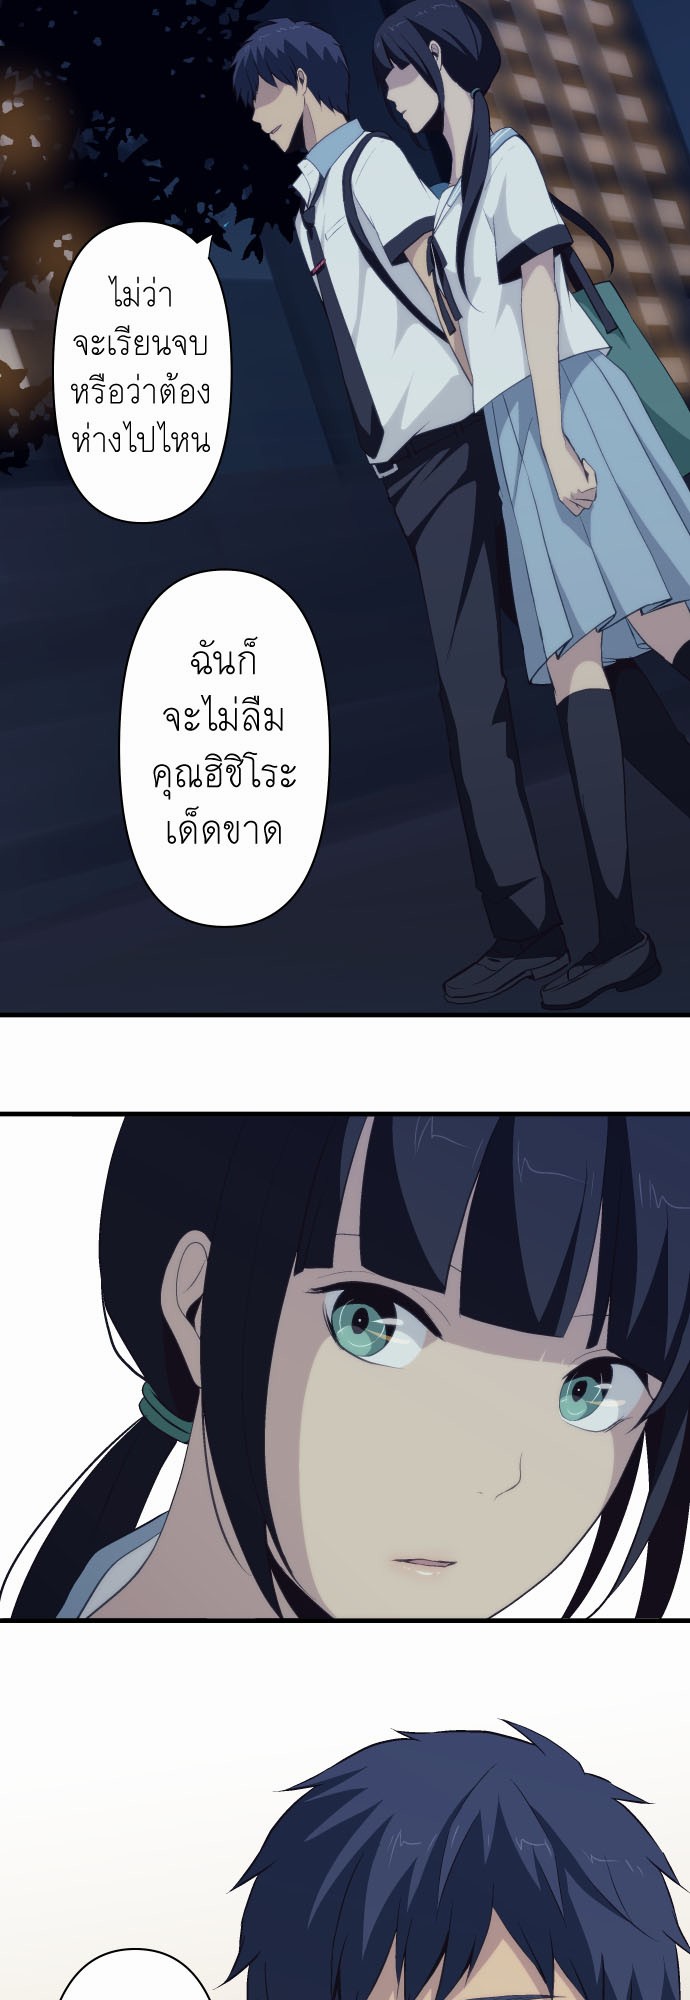 ไม่ว่า
จะเรียนจบ
หรือว่าต้อง
ห่างไปไหน
ฉันก็
จะไม่ลืม
คุณฮิชิโระ
เด็ดขาด